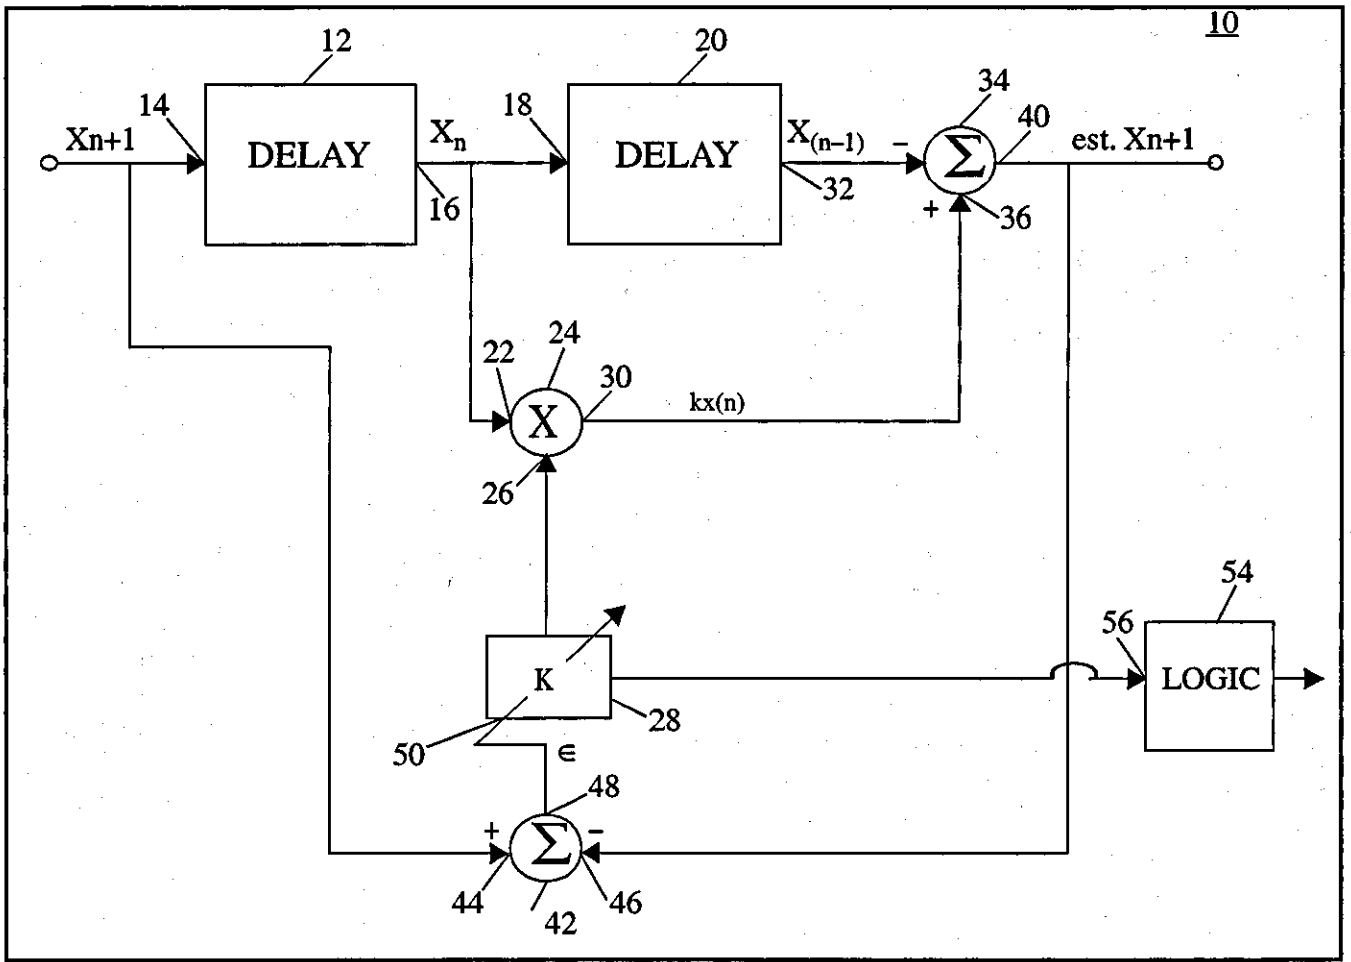 10
12
20
34
14
18
40
Xn+1
DELAY
Xn
DELAY
X(n-1)
-
Σ
est. Xn+1
16
32
+
36
24
22
30
X
kx(n)
26
54
56
K
LOGIC
28
50
∈
48
+
-
Σ
44
42
46